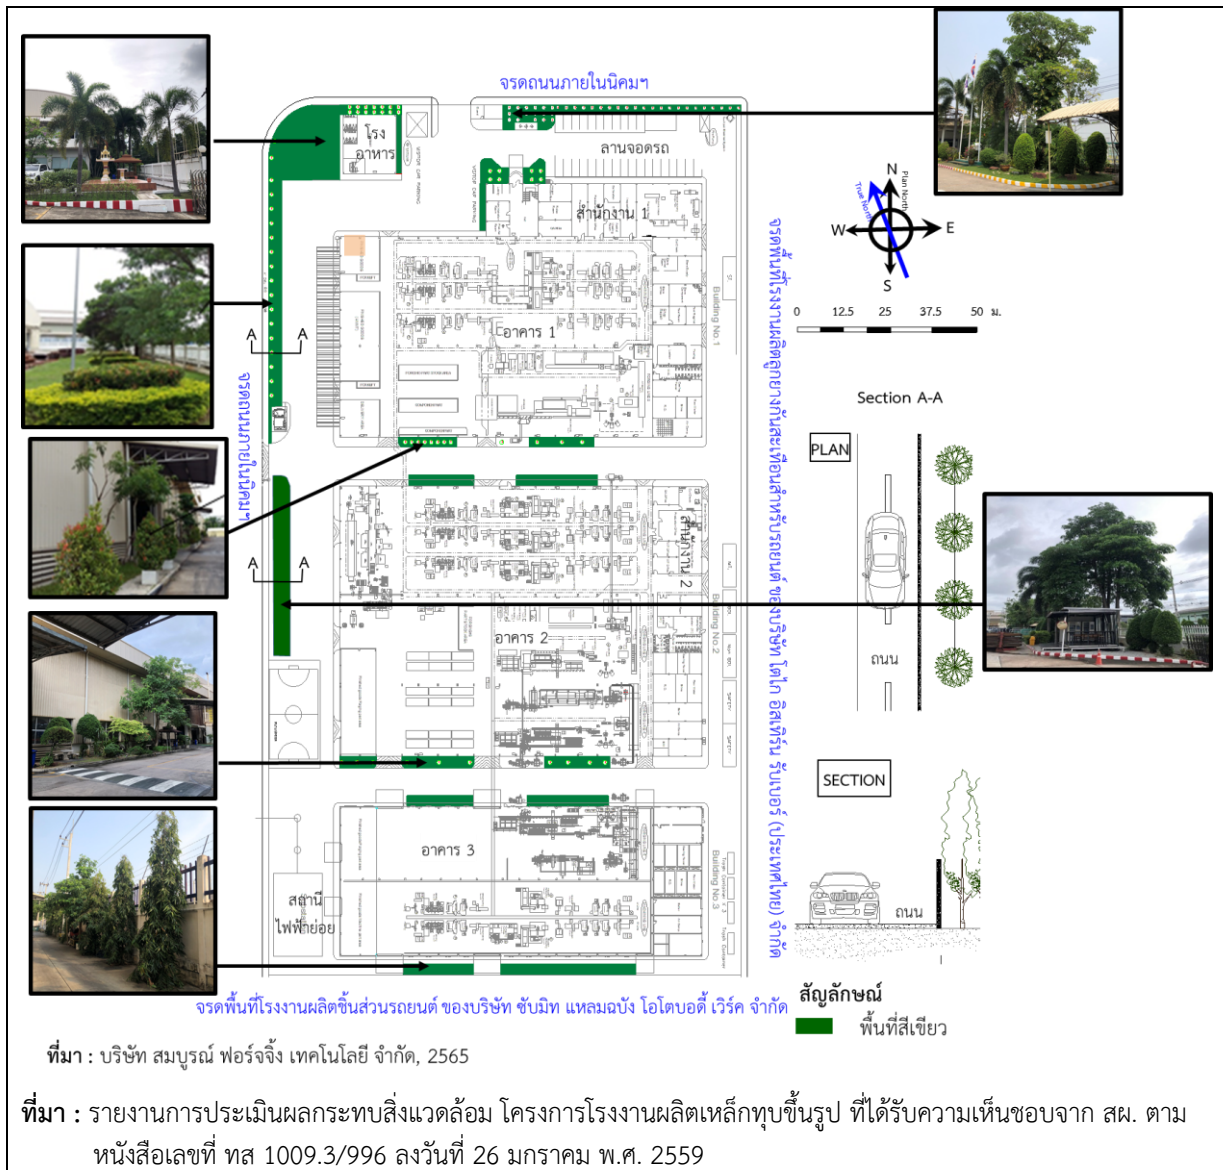 จรดถนนภายในนิคมฯ
โรง
อาหาร
ลานจอดรถ
VISITOR CAR PARKING
VISITOR CAR PARKING
สำนักงาน 1
N
Plan North
True North
W
E
S
0 12.5 25 37.5 50 ม.
Building No.1
อาคาร 1
A A
จรดถนนภายในนิคมฯ
จรดพื้นที่โรงงานผลิตลูกยางกันสะเทือนสำหรับรถยนต์ ของบริษัท โตไก อีสเทิร์น รับเบอร์ (ประเทศไทย) จำกัด
Section A-A
PLAN
ถนน
A A
สำนักงาน 2
อาคาร 2
Building No.2
SECTION
ถนน
อาคาร 3
Building No.3
Trash Container
สถานี
ไฟฟ้าย่อย
จรดพื้นที่โรงงานผลิตชิ้นส่วนรถยนต์ ของบริษัท ซับมิท แหลมฉบัง โอโตบอดี้ เวิร์ค จำกัด
สัญลักษณ์
พื้นที่สีเขียว
ที่มา : บริษัท สมบูรณ์ ฟอร์จจิ้ง เทคโนโลยี จำกัด, 2565
ที่มา : รายงานการประเมินผลกระทบสิ่งแวดล้อม โครงการโรงงานผลิตเหล็กทุบขึ้นรูป ที่ได้รับความเห็นชอบจาก สผ. ตาม
หนังสือเลขที่ ทส 1009.3/996 ลงวันที่ 26 มกราคม พ.ศ. 2559